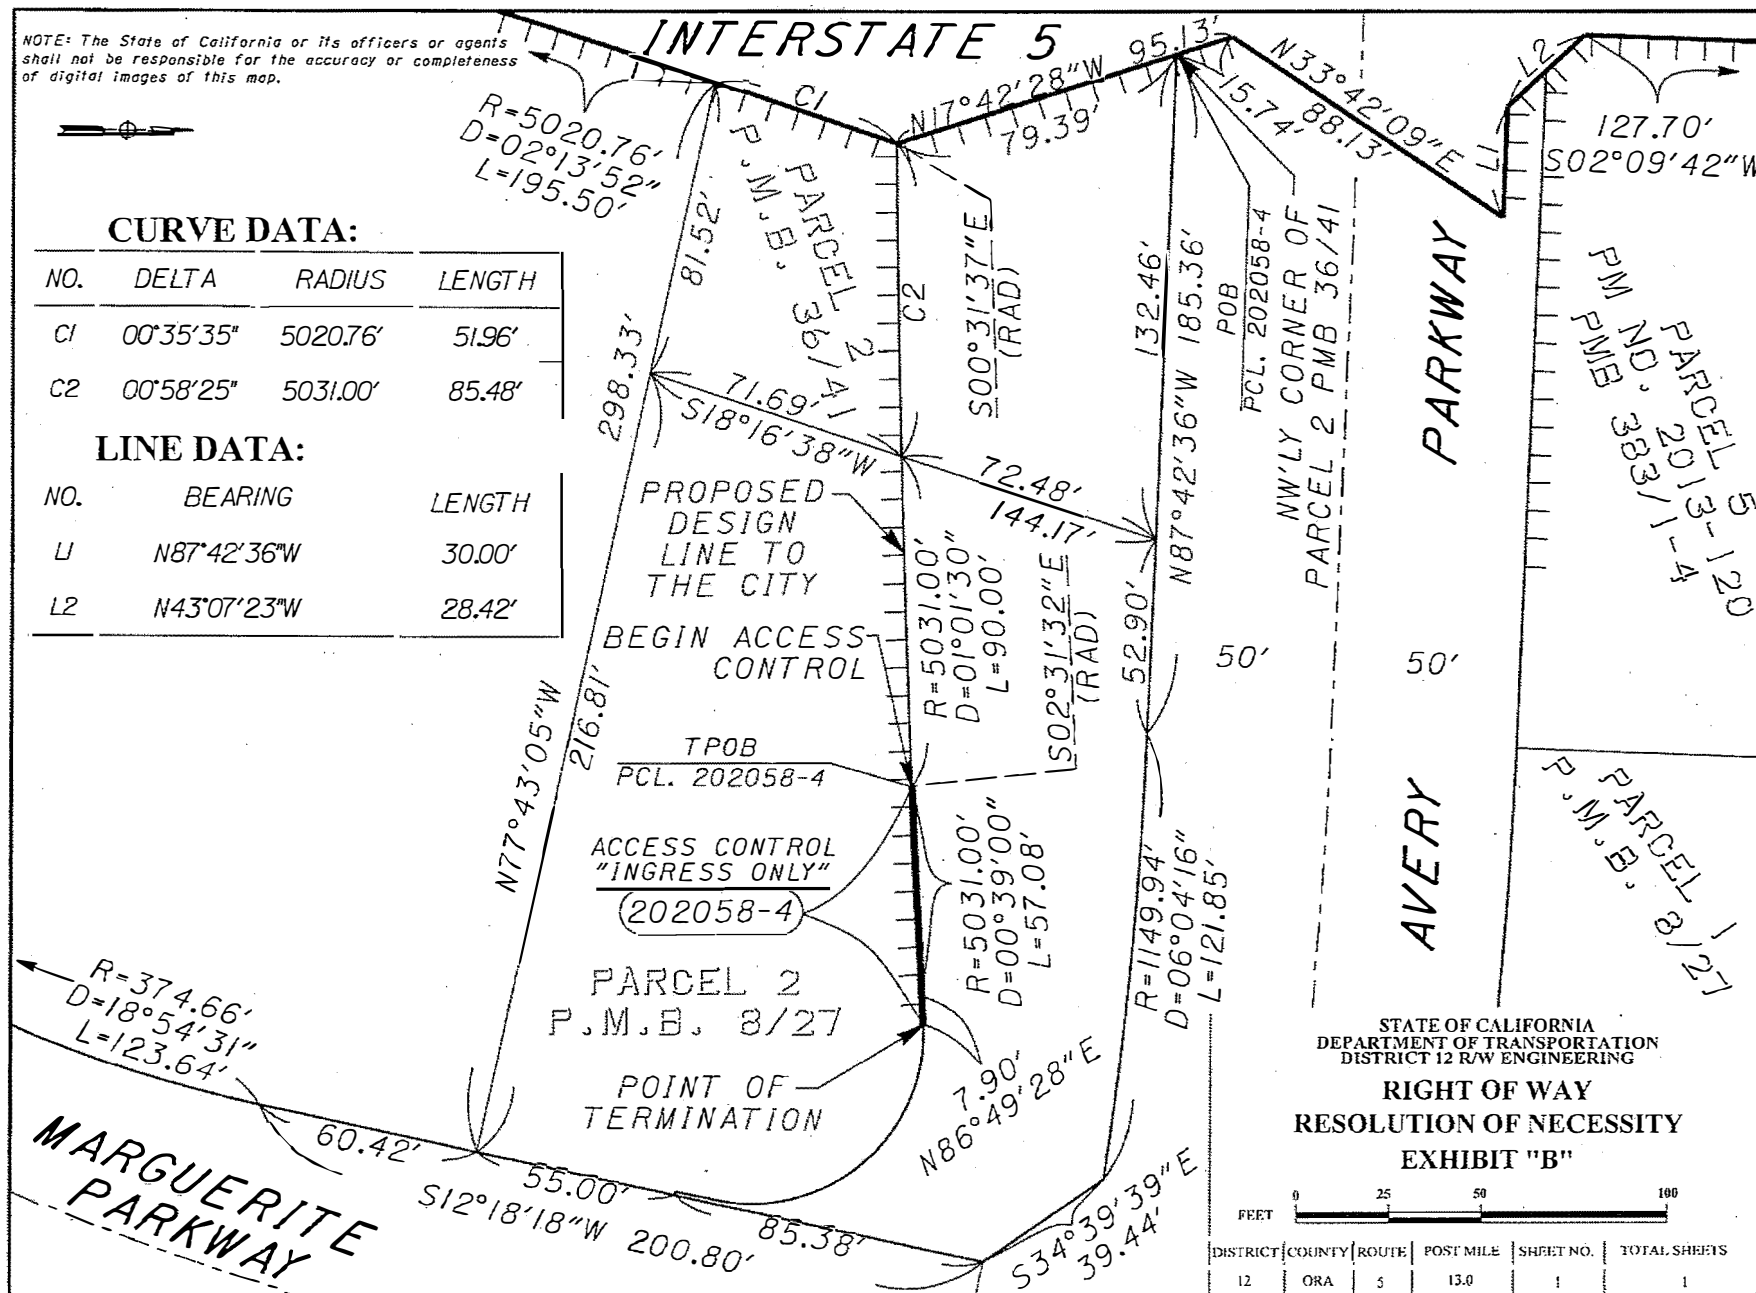 NOTE: The State of California or its officers or agents
shall not be responsible for the accuracy or completeness
of digital images of this map.
INTERSTATE 5
R=5020.76'
D=02°13'52"
L=195.50'
C1
N17°42'28"W
95.13'
79.39'
15.74'
N33°42'09"E
88.13'
L1
L2
127.70'
S02°09'42"W
CURVE DATA:
NO. DELTA RADIUS LENGTH
C1 00°35'35" 5020.76' 51.96'
C2 00°58'25" 5031.00' 85.48'
LINE DATA:
NO. BEARING LENGTH
L1 N87°42'36"W 30.00'
L2 N43°07'23"W 28.42'
81.52'
298.33'
PARCEL 2
P.M.B. 36/41
C2
S00°31'37"E
(RAD)
132.46'
N87°42'36"W 185.36'
POB
PCL. 202058-4
NW'LY CORNER OF
PARCEL 2 PMB 36/41
PARKWAY
PARCEL 5
PM NO. 2013-120
PMB 383/1-4
71.69'
S18°16'38"W
72.48'
144.17'
PROPOSED
DESIGN
LINE TO
THE CITY
BEGIN ACCESS
CONTROL
R=5031.00'
D=01°01'30"
L=90.00'
S02°31'32"E
(RAD)
52.90'
50'
50'
N77°43'05"W
216.81'
TPOB
PCL. 202058-4
ACCESS CONTROL
"INGRESS ONLY"
202058-4
PARCEL 2
P.M.B. 8/27
R=5031.00'
D=00°39'00"
L=57.08'
R=1149.94'
D=06°04'16"
L=121.85'
AVERY
PARCEL 1
P.M.B. 8/27
R=374.66'
D=18°54'31"
L=123.64'
POINT OF
TERMINATION
7.90'
N86°49'28"E
60.42'
55.00'
S12°18'18"W 200.80'
85.38'
S34°39'39"E
39.44'
MARGUERITE
PARKWAY
STATE OF CALIFORNIA
DEPARTMENT OF TRANSPORTATION
DISTRICT 12 R/W ENGINEERING
RIGHT OF WAY
RESOLUTION OF NECESSITY
EXHIBIT "B"
FEET 0 25 50 100
DISTRICT COUNTY ROUTE POST MILE SHEET NO. TOTAL SHEETS
12 ORA 5 13.0 1 1